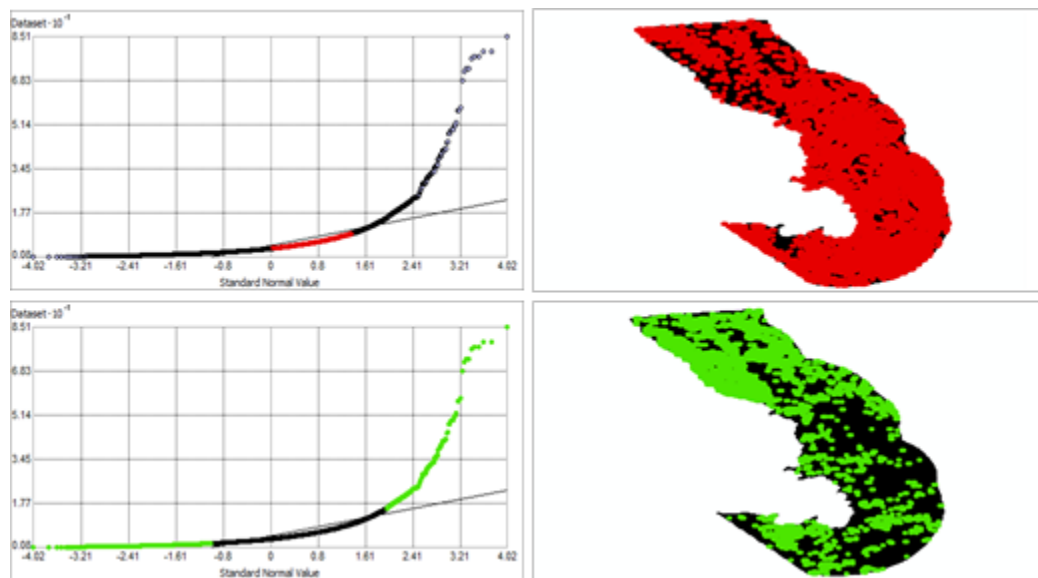 Dataset · 10⁻¹
8.51
6.83
5.14
3.45
1.77
0.08
-4.02 -3.21 -2.41 -1.61 -0.8 0 0.8 1.61 2.41 3.21 4.02
Standard Normal Value
Dataset · 10⁻¹
8.51
6.83
5.14
3.45
1.77
0.08
-4.02 -3.21 -2.41 -1.61 -0.8 0 0.8 1.61 2.41 3.21 4.02
Standard Normal Value